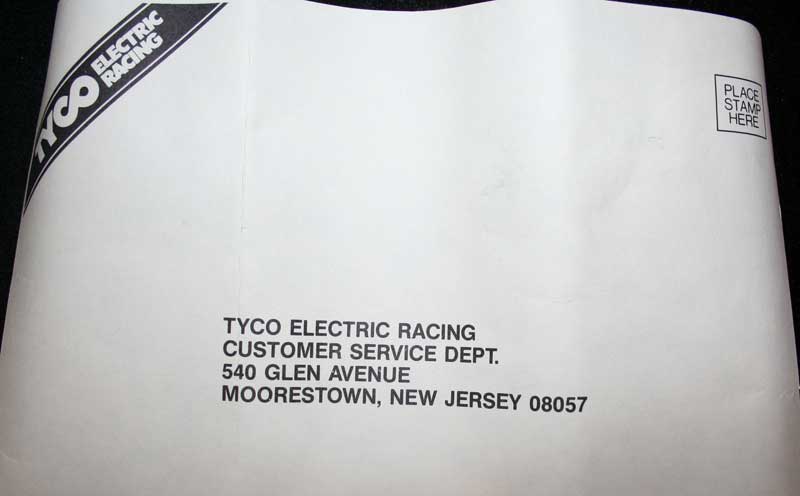 TYCO ELECTRIC
RACING
PLACE
STAMP
HERE
TYCO ELECTRIC RACING
CUSTOMER SERVICE DEPT.
540 GLEN AVENUE
MOORESTOWN, NEW JERSEY 08057